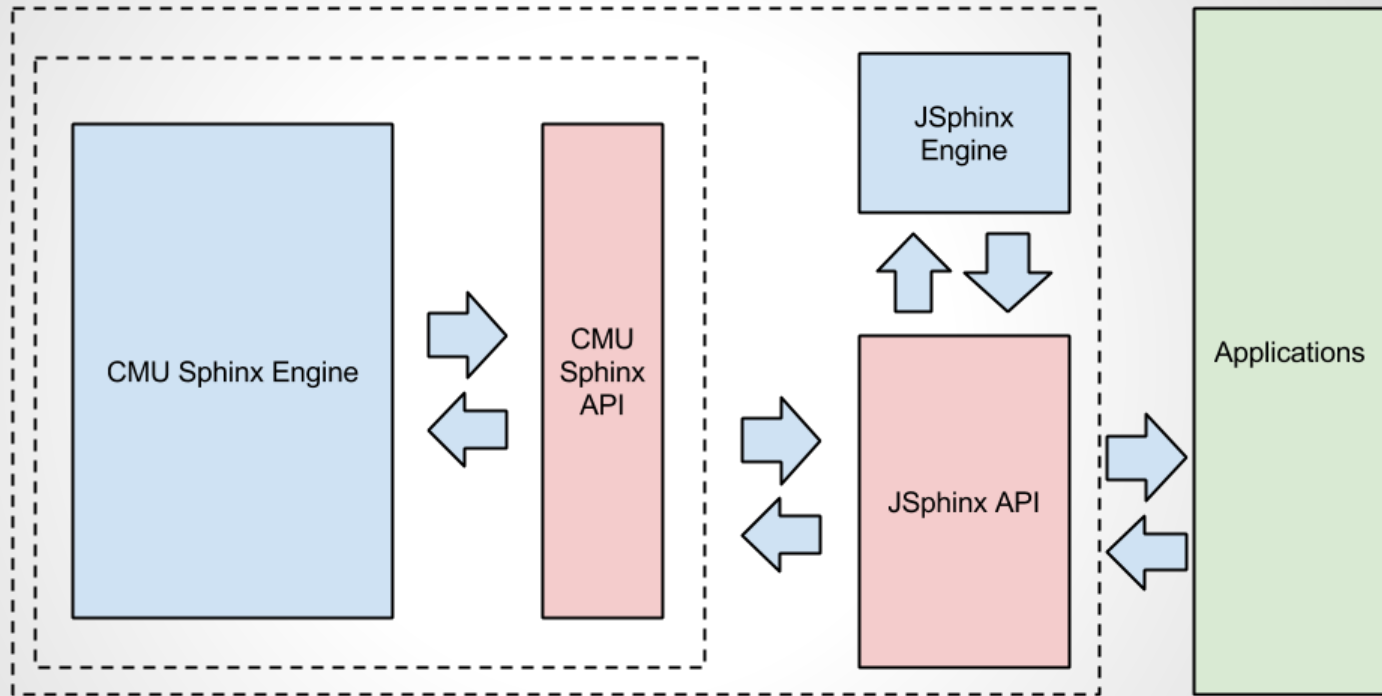 CMU Sphinx Engine
CMU
Sphinx
API
JSphinx
Engine
JSphinx API
Applications